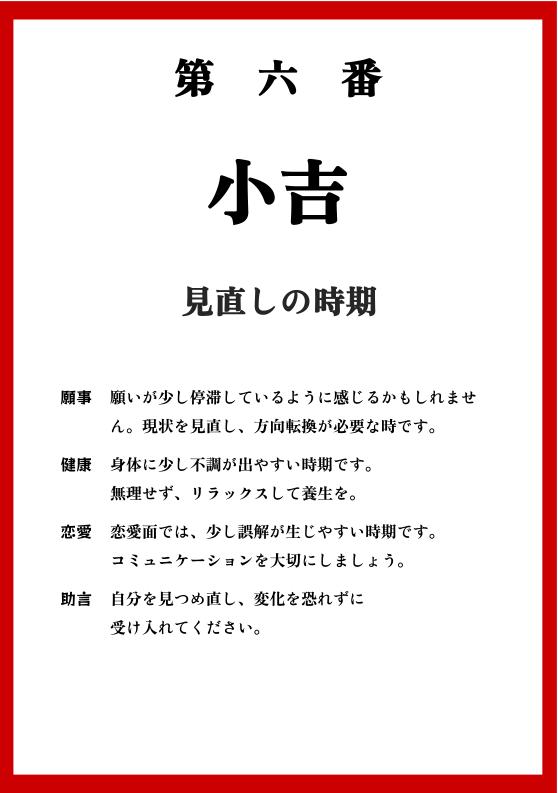 第 六 番
小吉
見直しの時期
願事 願いが少し停滞しているように感じるかもしれませ
ん。現状を見直し、方向転換が必要な時です。
健康 身体に少し不調が出やすい時期です。
無理せず、リラックスして養生を。
恋愛 恋愛面では、少し誤解が生じやすい時期です。
コミュニケーションを大切にしましょう。
助言 自分を見つめ直し、変化を恐れずに
受け入れてください。